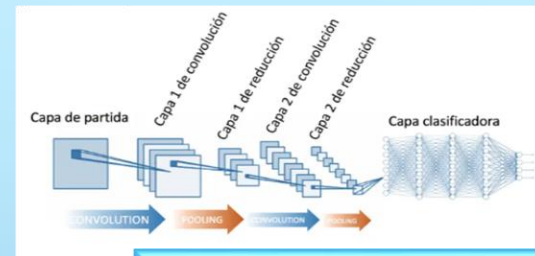 Capa de partida
Capa 1 de convolución
Capa 1 de reducción
Capa 2 de convolución
Capa 2 de reducción
Capa clasificadora
CONVOLUTION
POOLING
CONVOLUTION
POOLING